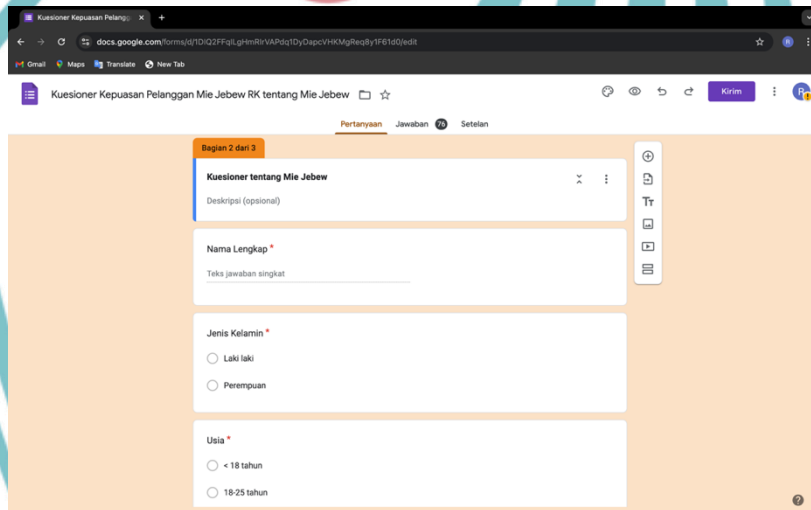 Kuesioner Kepuasan Pelangg
docs.google.com/forms/d/1DIQ2FFqILgHmRIrVAPdq1DyDapcVHKMgReq8y1F61d0/edit
R
Gmail Maps Translate New Tab
Kuesioner Kepuasan Pelanggan Mie Jebew RK tentang Mie Jebew
Kirim
Pertanyaan Jawaban 76 Setelan
Bagian 2 dari 3
Kuesioner tentang Mie Jebew
Deskripsi (opsional)
Nama Lengkap *
Teks jawaban singkat
Jenis Kelamin *
Laki laki
Perempuan
Usia *
< 18 tahun
18-25 tahun